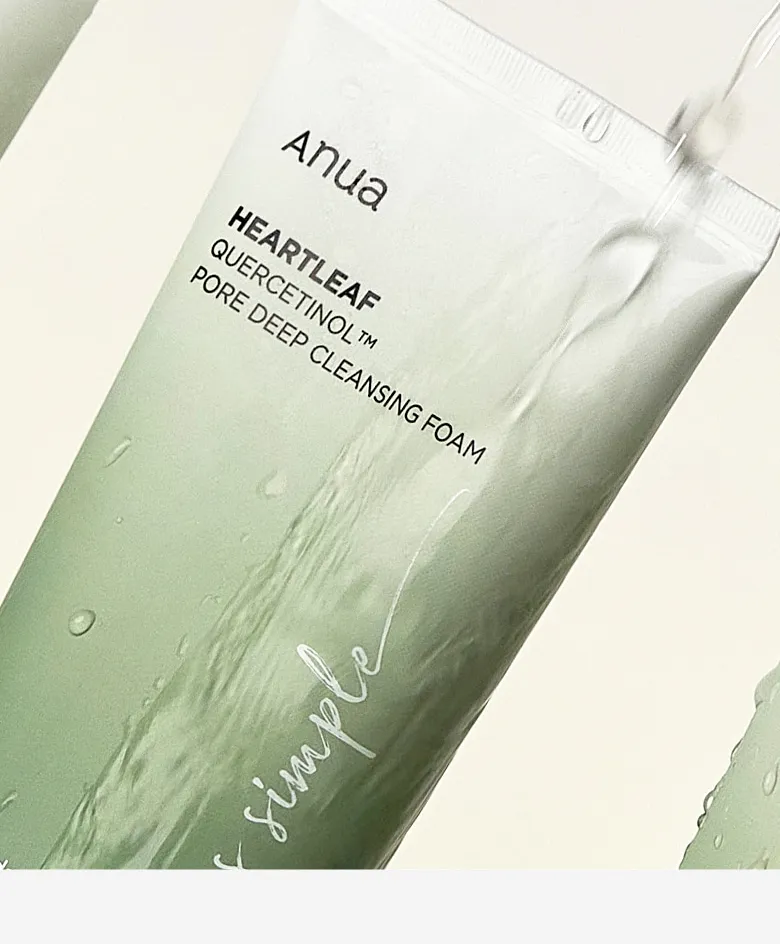 Anua
HEARTLEAF
QUERCETINOL™
PORE DEEP CLEANSING FOAM
simple